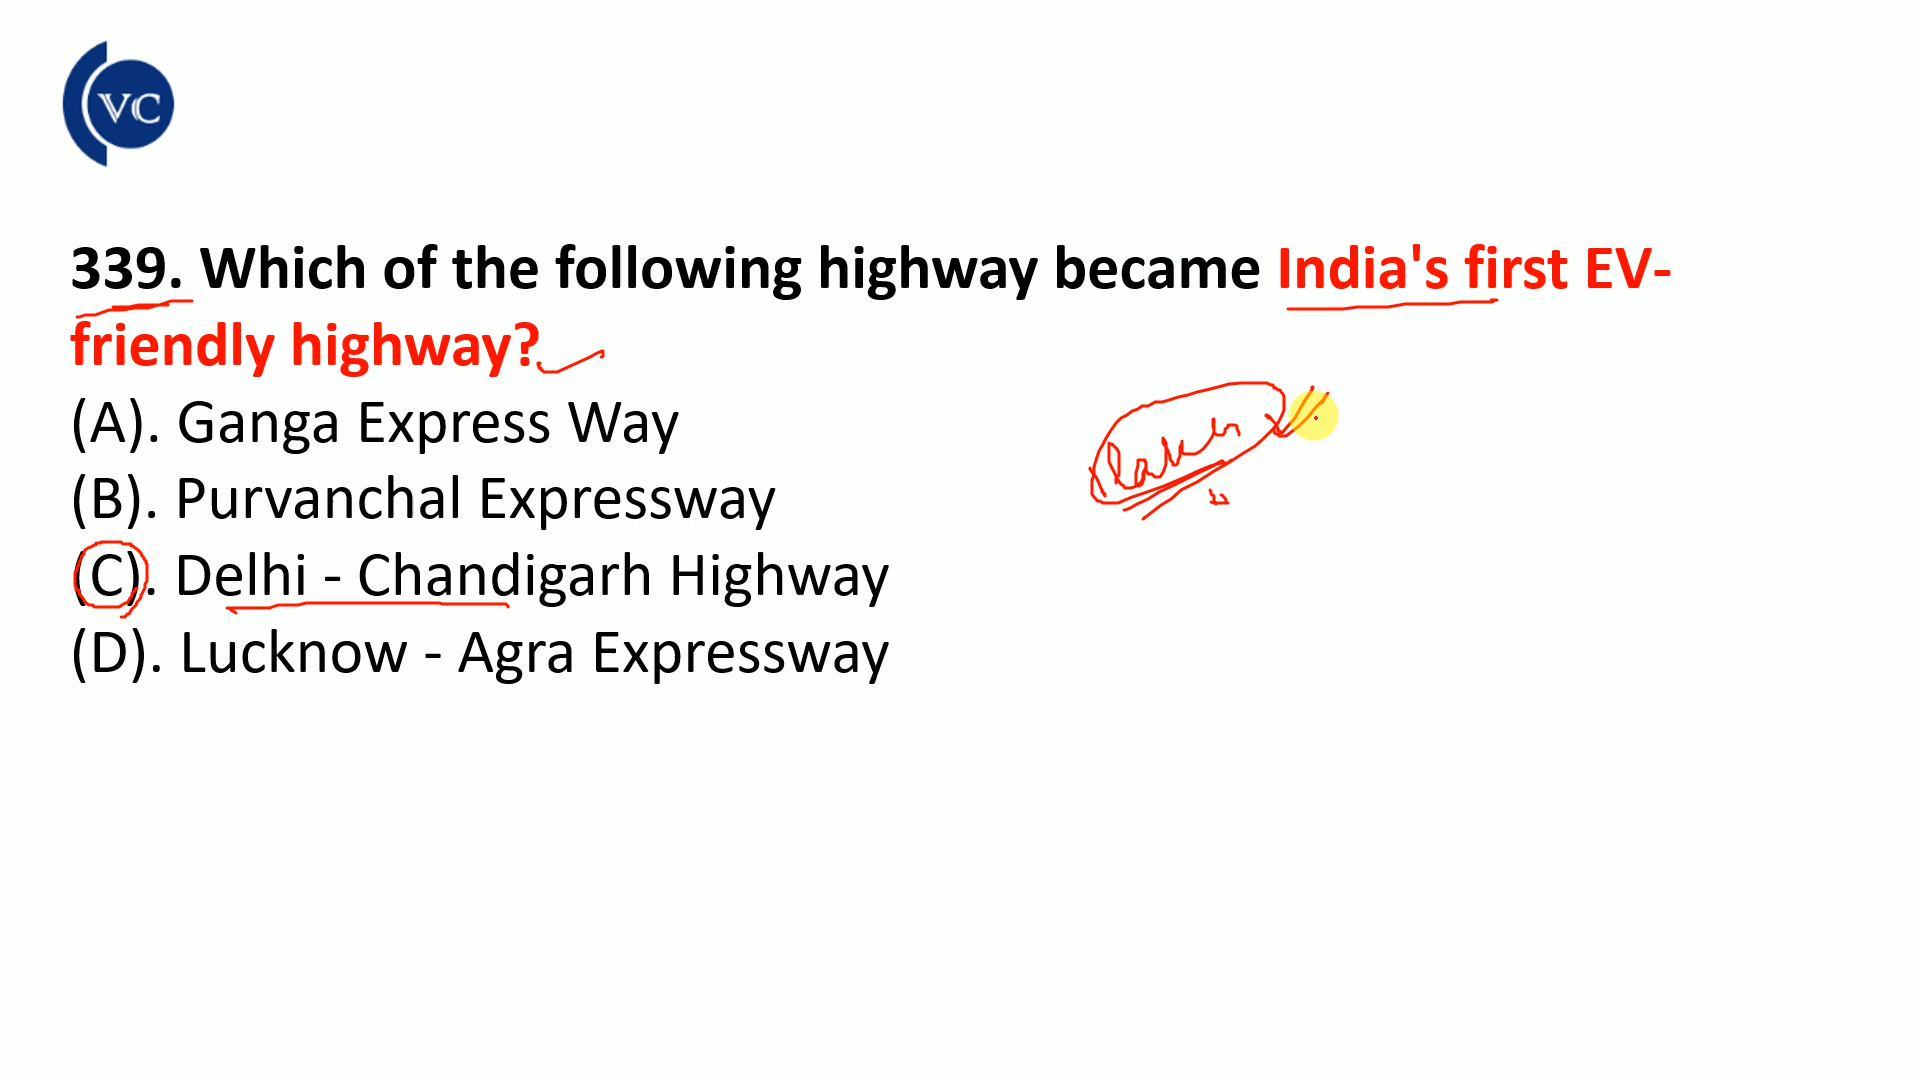 VC
339. Which of the following highway became India's first EV-
friendly highway?
(A). Ganga Express Way
(B). Purvanchal Expressway
(C). Delhi - Chandigarh Highway
(D). Lucknow - Agra Expressway